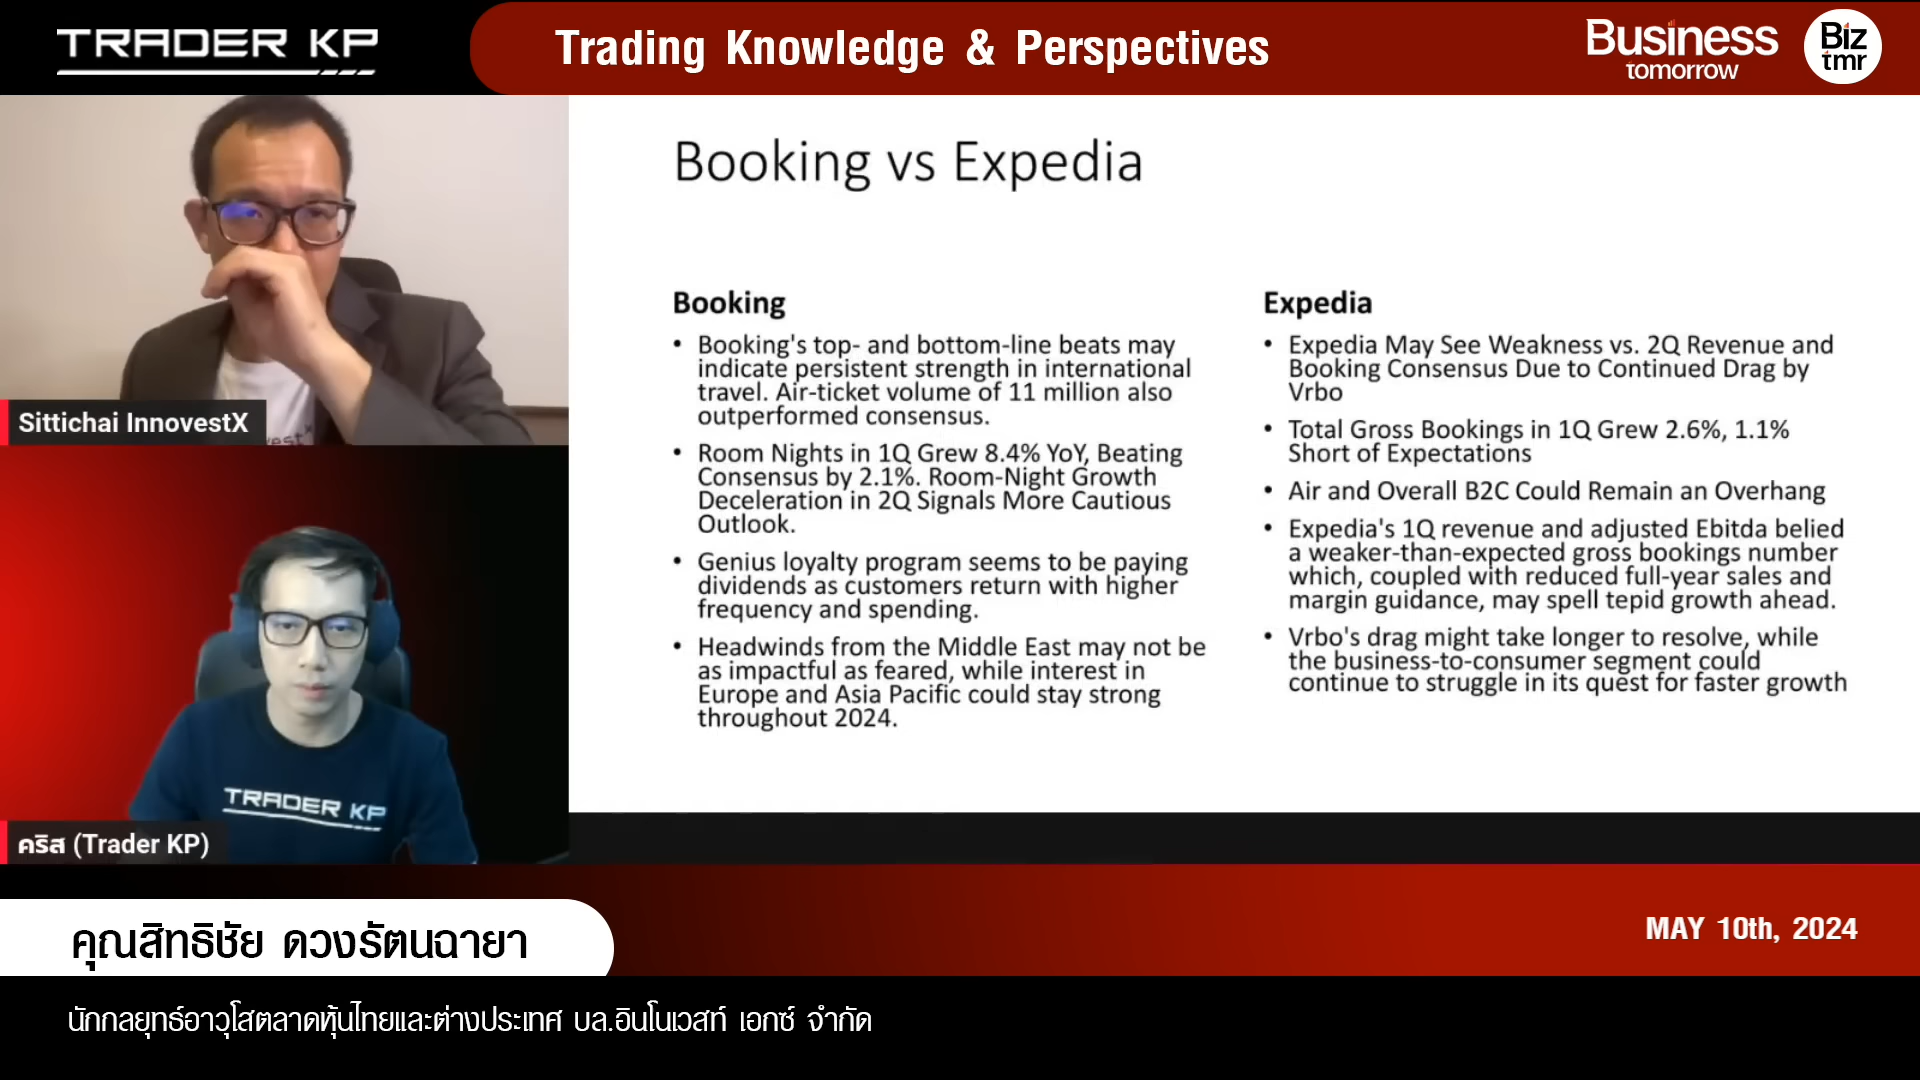 TRADER KP
Trading Knowledge & Perspectives
Business
tomorrow
Biz
tmr
Sittichai InnovestX
TRADER KP
คริส (Trader KP)
Booking vs Expedia
Booking
• Booking's top- and bottom-line beats may
indicate persistent strength in international
travel. Air-ticket volume of 11 million also
outperformed consensus.
• Room Nights in 1Q Grew 8.4% YoY, Beating
Consensus by 2.1%. Room-Night Growth
Deceleration in 2Q Signals More Cautious
Outlook.
• Genius loyalty program seems to be paying
dividends as customers return with higher
frequency and spending.
• Headwinds from the Middle East may not be
as impactful as feared, while interest in
Europe and Asia Pacific could stay strong
throughout 2024.
Expedia
• Expedia May See Weakness vs. 2Q Revenue and
Booking Consensus Due to Continued Drag by
Vrbo
• Total Gross Bookings in 1Q Grew 2.6%, 1.1%
Short of Expectations
• Air and Overall B2C Could Remain an Overhang
• Expedia's 1Q revenue and adjusted Ebitda belied
a weaker-than-expected gross bookings number
which, coupled with reduced full-year sales and
margin guidance, may spell tepid growth ahead.
• Vrbo's drag might take longer to resolve, while
the business-to-consumer segment could
continue to struggle in its quest for faster growth
คุณสิทธิชัย ดวงรัตนฉายา
MAY 10th, 2024
นักกลยุทธ์อาวุโสตลาดหุ้นไทยและต่างประเทศ บล.อินโนเวสท์ เอกซ์ จำกัด